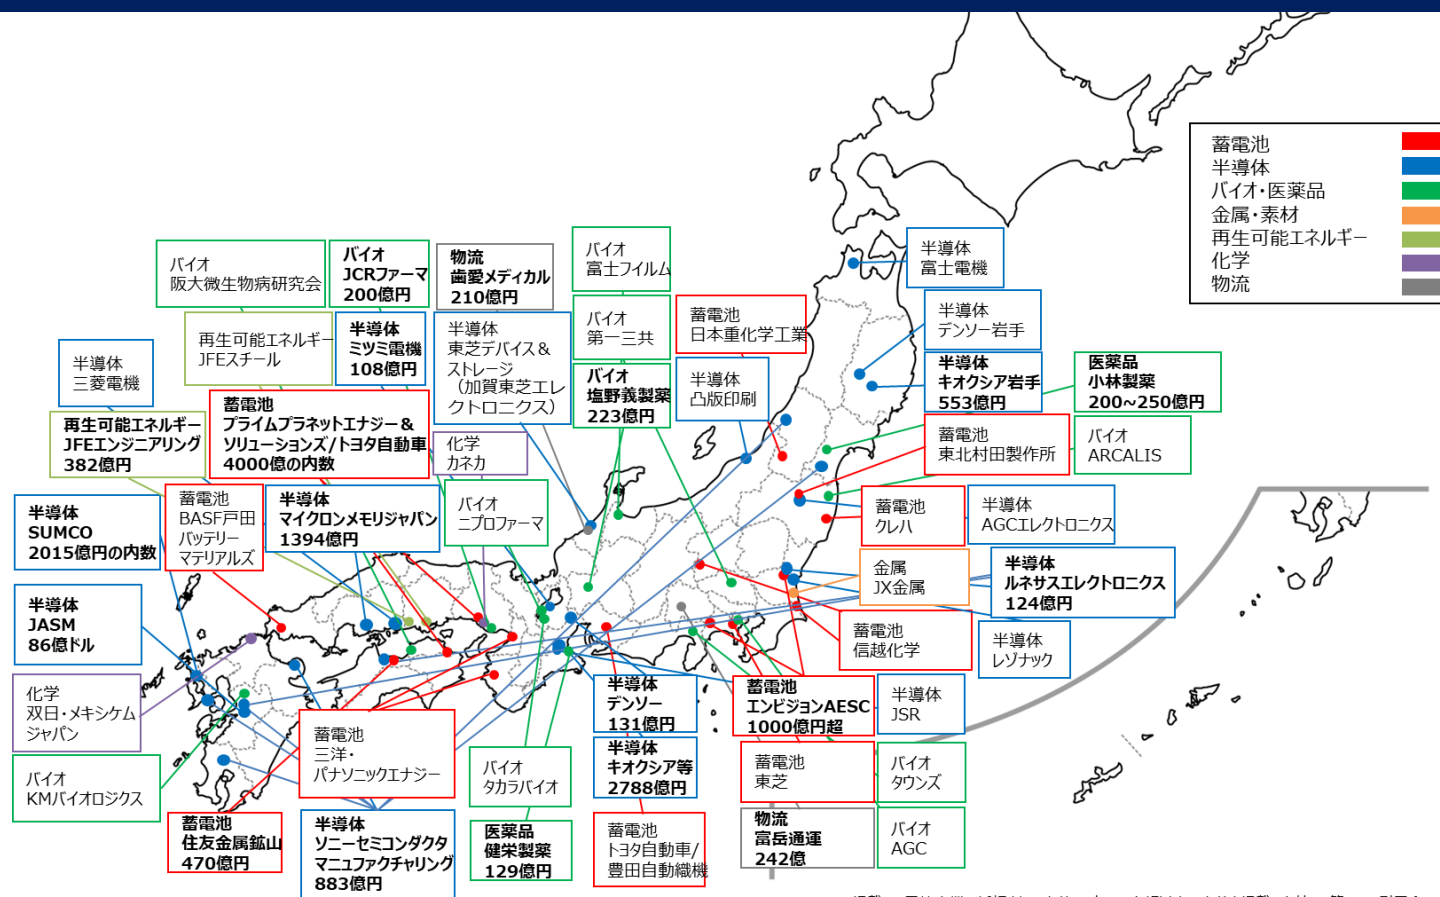 蓄電池
半導体
バイオ・医薬品
金属・素材
再生可能エネルギー
化学
物流
バイオ
阪大微生物病研究会
バイオ
JCRファーマ
200億円
物流
歯愛メディカル
210億円
バイオ
富士フイルム
半導体
富士電機
再生可能エネルギー
JFEスチール
半導体
ミツミ電機
108億円
半導体
東芝デバイス＆
ストレージ
（加賀東芝エレ
クトロニクス）
バイオ
第一三共
蓄電池
日本重化学工業
半導体
デンソー岩手
半導体
三菱電機
バイオ
塩野義製薬
223億円
半導体
凸版印刷
半導体
キオクシア岩手
553億円
医薬品
小林製薬
200~250億円
再生可能エネルギー
JFEエンジニアリング
382億円
蓄電池
プライムプラネットエナジー＆
ソリューションズ/トヨタ自動車
4000億の内数
化学
カネカ
蓄電池
東北村田製作所
バイオ
ARCALIS
半導体
SUMCO
2015億円の内数
蓄電池
BASF戸田
バッテリー
マテリアルズ
半導体
マイクロンメモリジャパン
1394億円
バイオ
ニプロファーマ
蓄電池
クレハ
半導体
AGCエレクトロニクス
金属
JX金属
半導体
ルネサスエレクトロニクス
124億円
半導体
JASM
86億ドル
蓄電池
信越化学
半導体
レゾナック
化学
双日・メキシケム
ジャパン
蓄電池
三洋・
パナソニックエナジー
半導体
デンソー
131億円
蓄電池
エンビジョンAESC
1000億円超
半導体
JSR
バイオ
KMバイオロジクス
バイオ
タカラバイオ
半導体
キオクシア等
2788億円
蓄電池
東芝
バイオ
タウンズ
蓄電池
住友金属鉱山
470億円
半導体
ソニーセミコンダクタ
マニュファクチャリング
883億円
医薬品
健栄製薬
129億円
蓄電池
トヨタ自動車/
豊田自動織機
物流
富岳通運
242億
バイオ
AGC